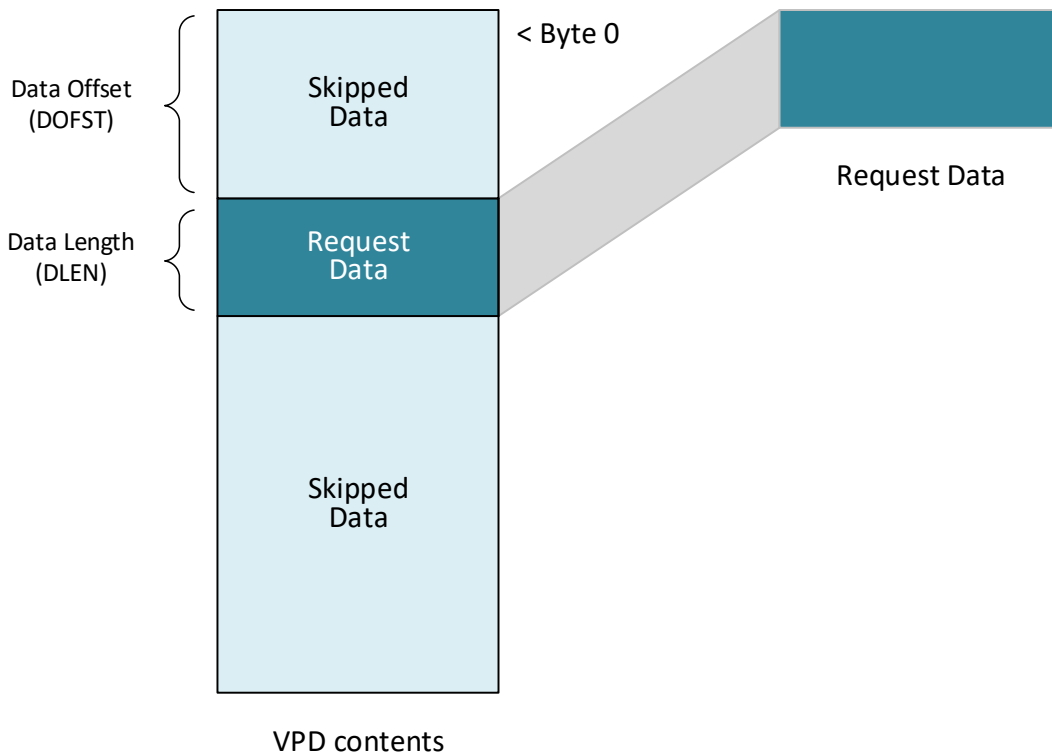 < Byte 0
Data Offset
(DOFST)
Skipped
Data
Request Data
Data Length
(DLEN)
Request
Data
Skipped
Data
VPD contents